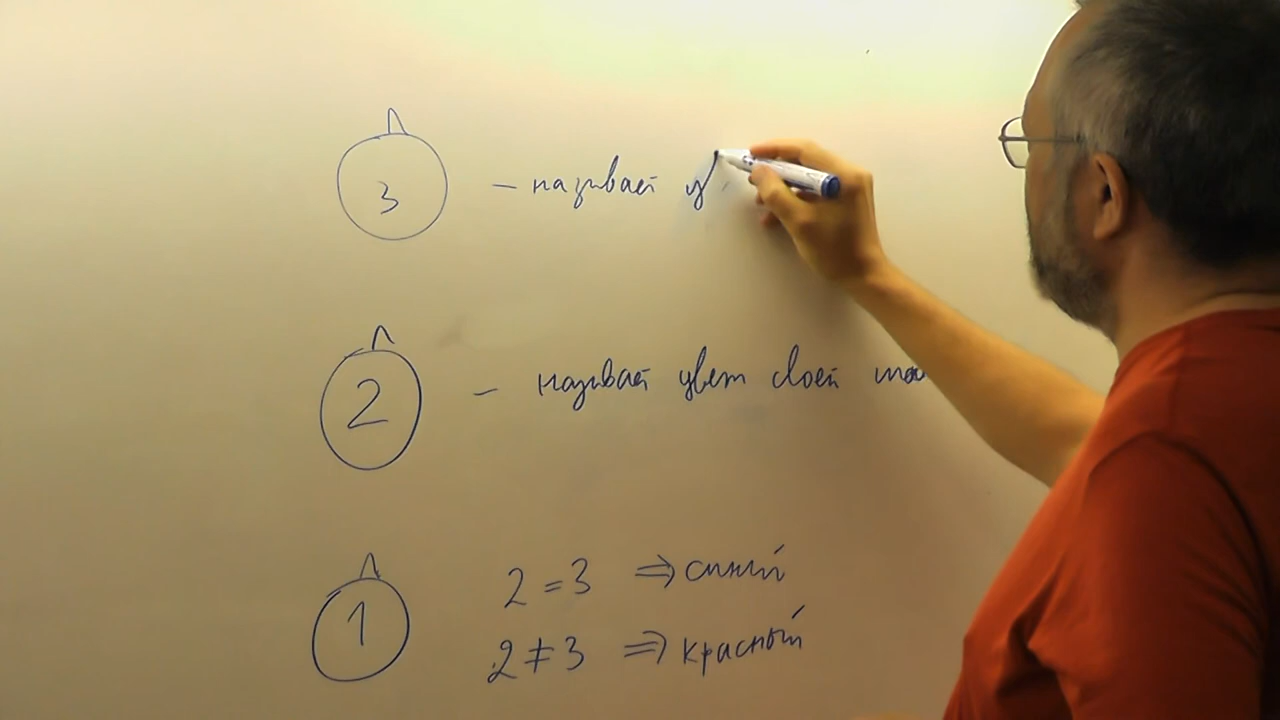 3 - называет
2 - называет цвет своей
1
2 = 3 ⇒ синий
2 ≠ 3 ⇒ красный